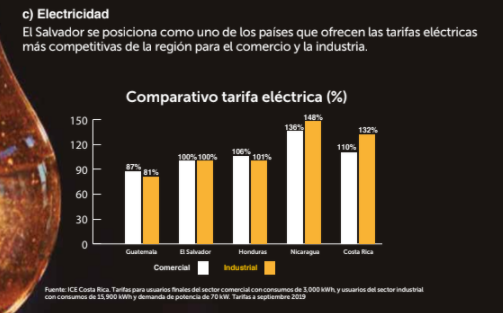 c) Electricidad
El Salvador se posiciona como uno de los países que ofrecen las tarifas eléctricas
más competitivas de la región para el comercio y la industria.
Comparativo tarifa eléctrica (%)
150
120
90
60
30
0
87% 81%
100% 100%
106% 101%
136% 148%
110% 132%
Guatemala El Salvador Honduras Nicaragua Costa Rica
Comercial Industrial
Fuente: ICE Costa Rica. Tarifas para usuarios finales del sector comercial con consumos de 3,000 kWh, y usuarios del sector industrial
con consumos de 15,900 kWh y demanda de potencia de 70 kW. Tarifas a septiembre 2019